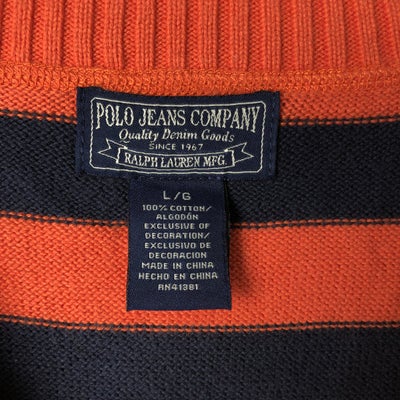 POLO JEANS COMPANY
Quality Denim Goods
SINCE 1967
RALPH LAUREN MFG.
L/G
100% COTTON/
ALGODÓN
EXCLUSIVE OF
DECORATION/
EXCLUSIVO DE
DECORACION
MADE IN CHINA
HECHO EN CHINA
RN41381